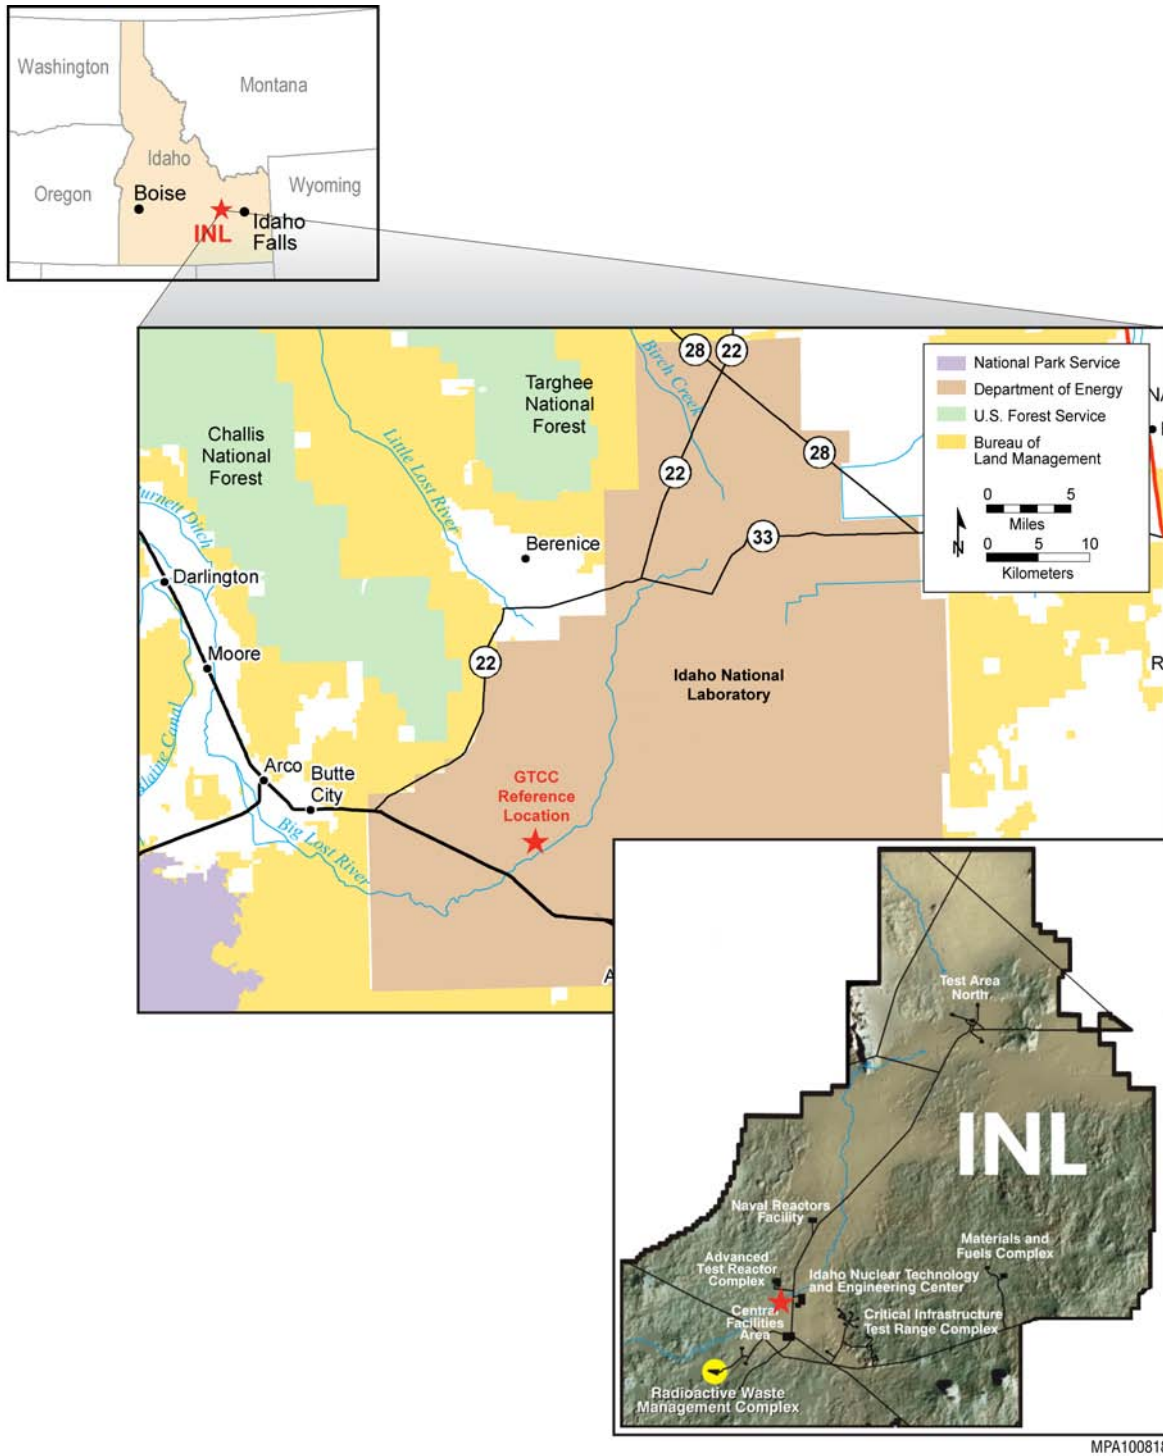 Washington
Montana
Idaho
Oregon
Boise
Wyoming
INL
Idaho
Falls
28
22
Birch Creek
National Park Service
Department of Energy
U.S. Forest Service
Bureau of
Land Management
0 5
Miles
N
0 5 10
Kilometers
Targhee
National
Forest
Challis
National
Forest
Little Lost River
22
28
33
Berenice
Ditch
Darlington
Moore
22
Idaho National
Laboratory
Canal
Arco
Butte
City
GTCC
Reference
Location
Big Lost River
Test Area
North
INL
Naval Reactors
Facility
Materials and
Fuels Complex
Advanced
Test Reactor
Complex
Idaho Nuclear Technology
and Engineering Center
Central
Facilities
Area
Critical Infrastructure
Test Range Complex
Radioactive Waste
Management Complex
MPA100818